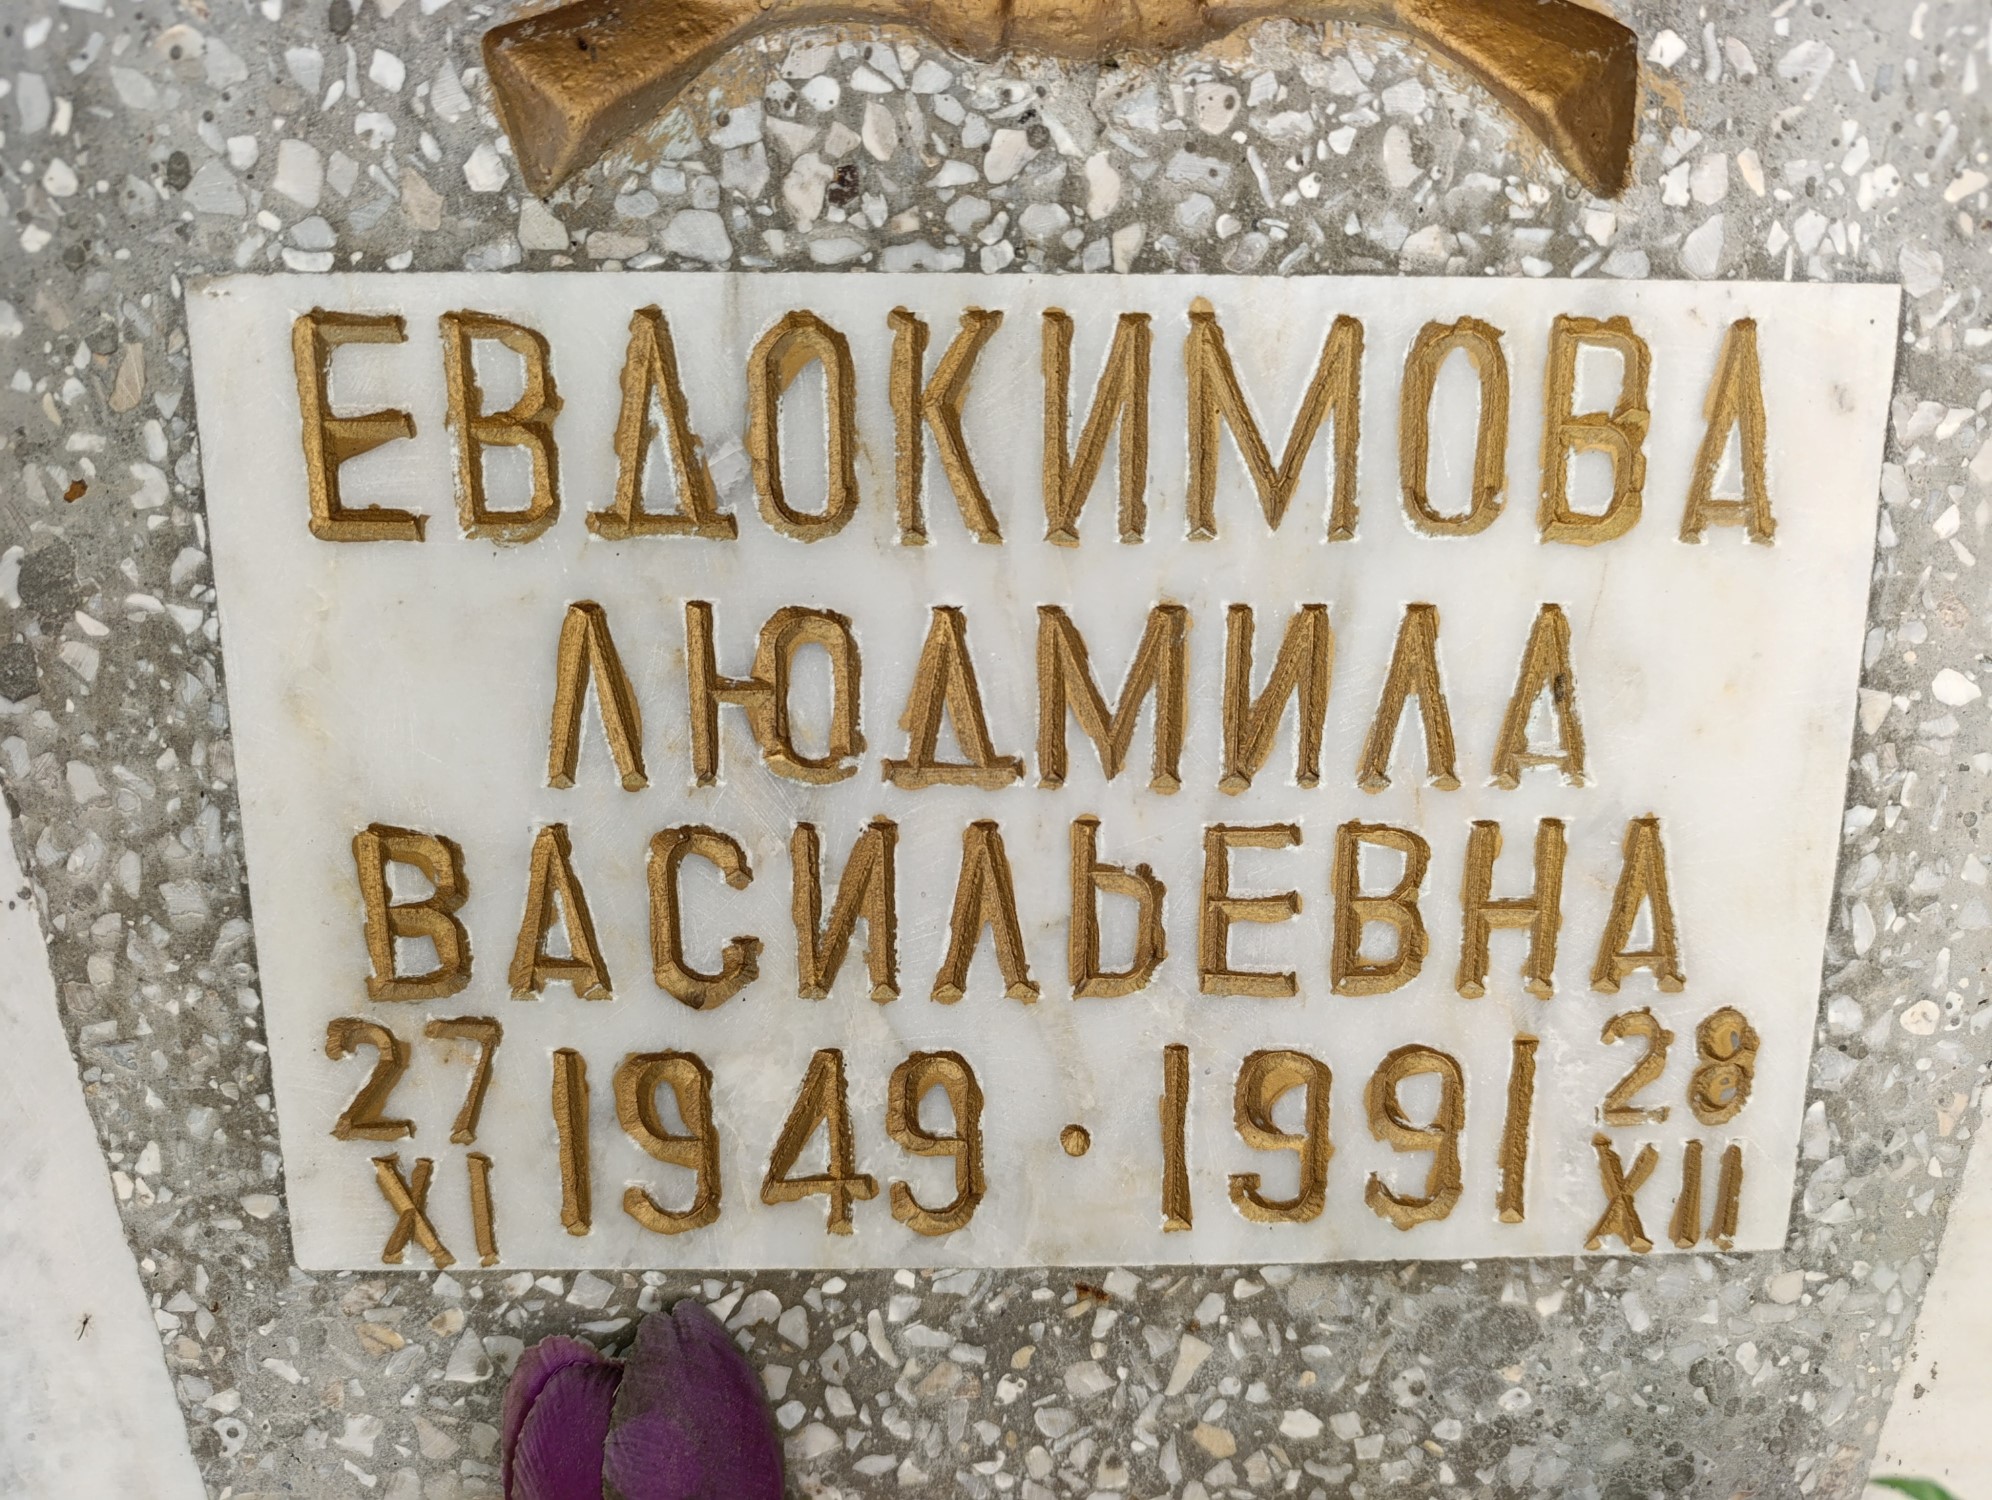 ЕВДОКИМОВА
ЛЮДМИЛА
ВАСИЛЬЕВНА
27 XI 1949 · 1991 28 XII